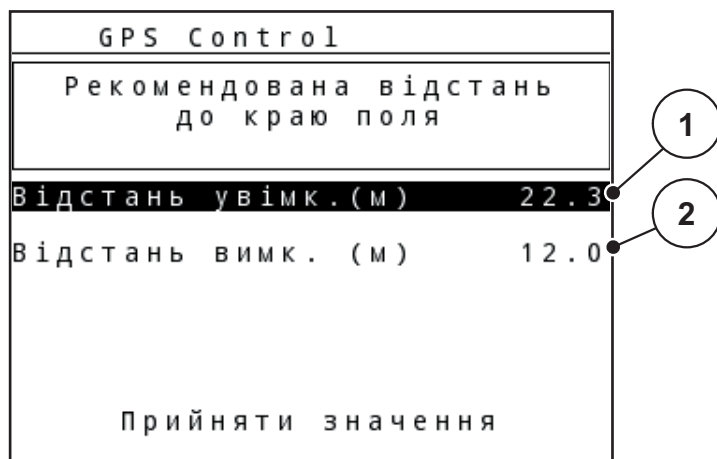 GPS Control
Рекомендована відстань
до краю поля
1
Відстань увімк.(м) 22.3
2
Відстань вимк. (м) 12.0
Прийняти значення